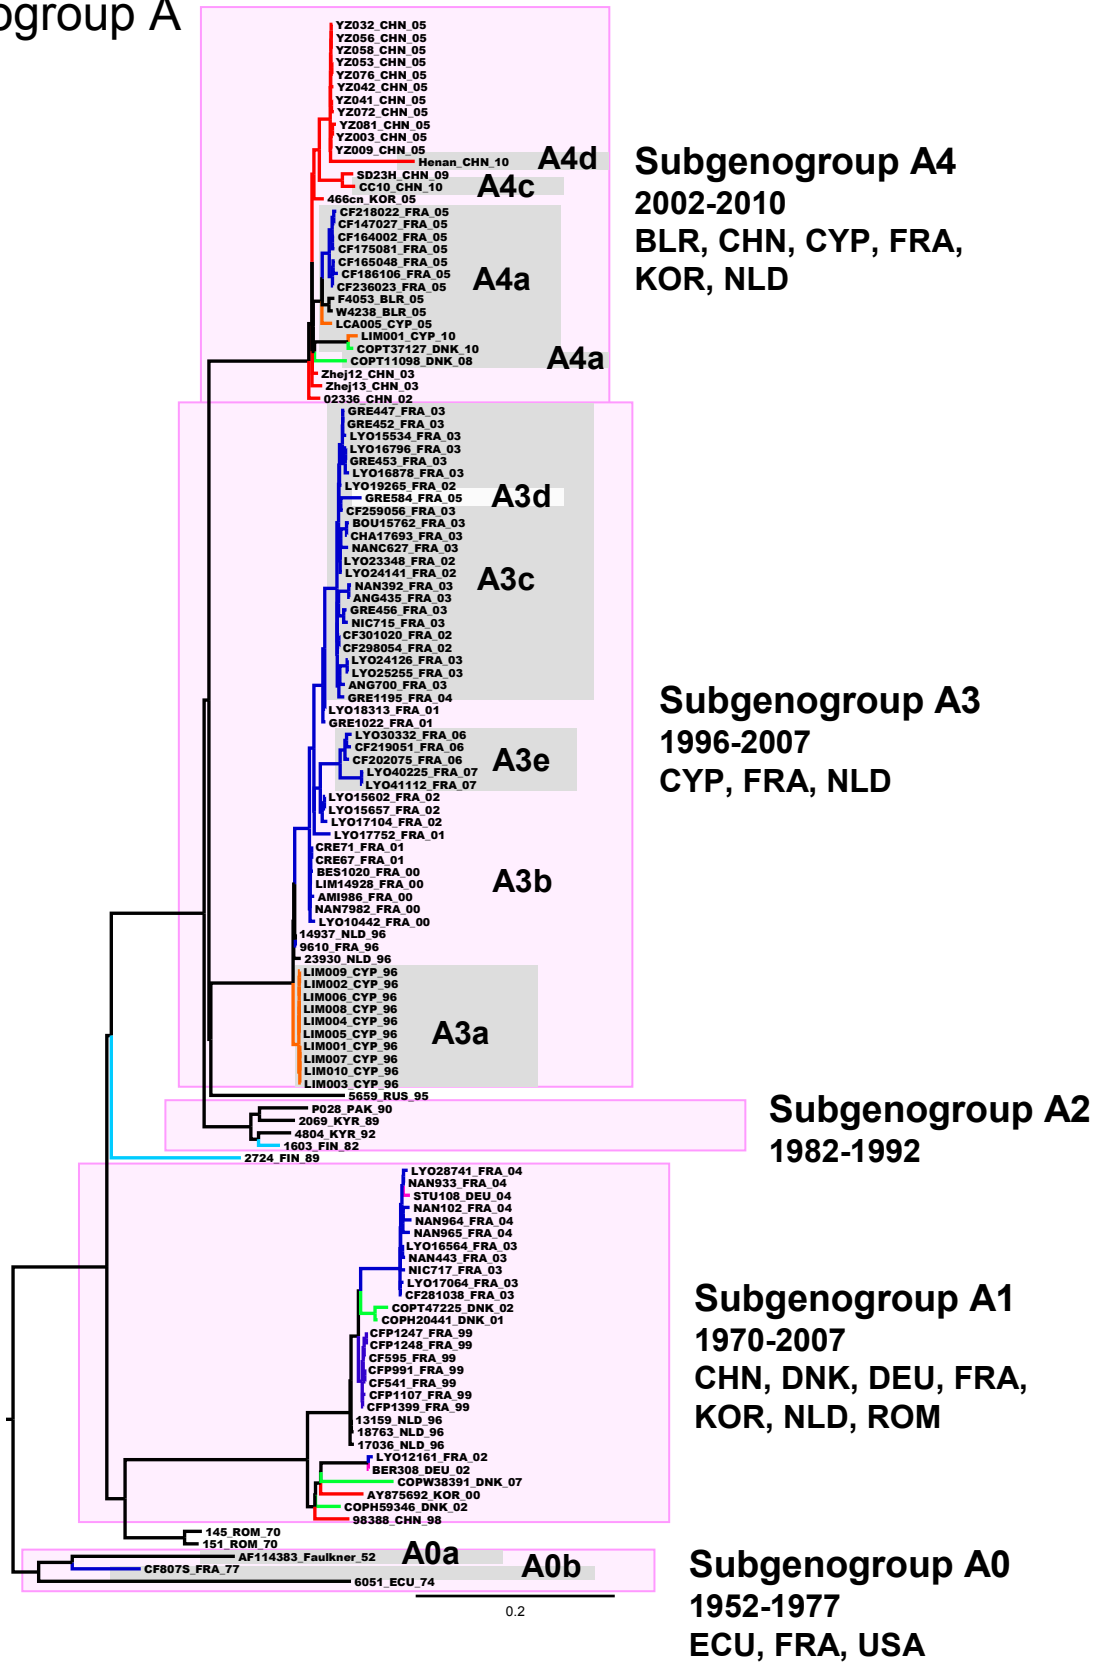 ogroup A
YZ032_CHN_05
YZ056_CHN_05
YZ058_CHN_05
YZ053_CHN_05
YZ076_CHN_05
YZ042_CHN_05
YZ041_CHN_05
YZ072_CHN_05
YZ081_CHN_05
YZ003_CHN_05
YZ009_CHN_05
Henan_CHN_10
A4d
SD23H_CHN_09
CC10_CHN_10
A4c
466cn_KOR_05
CF218022_FRA_05
CF147027_FRA_05
CF164002_FRA_05
CF175081_FRA_05
CF165048_FRA_05
CF186106_FRA_05
CF236023_FRA_05
A4a
F4053_BLR_05
W4238_BLR_05
LCA005_CYP_05
LIM001_CYP_10
COPT37127_DNK_10
COPT11098_DNK_08
A4a
Zhej12_CHN_03
Zhej13_CHN_03
02336_CHN_02
Subgenogroup A4
2002-2010
BLR, CHN, CYP, FRA,
KOR, NLD
GRE447_FRA_03
GRE452_FRA_03
LYO15534_FRA_03
LYO16796_FRA_03
GRE453_FRA_03
LYO16878_FRA_03
LYO19265_FRA_02
GRE584_FRA_05
A3d
CF259056_FRA_03
BOU15762_FRA_03
CHA17693_FRA_03
NANC627_FRA_03
LYO23348_FRA_02
LYO24141_FRA_02
A3c
NAN392_FRA_03
ANG435_FRA_03
GRE456_FRA_03
NIC715_FRA_03
CF301020_FRA_02
CF298054_FRA_02
LYO24126_FRA_03
LYO25255_FRA_03
ANG700_FRA_03
GRE1195_FRA_04
LYO18313_FRA_01
GRE1022_FRA_01
LYO30332_FRA_06
CF219051_FRA_06
CF202075_FRA_06
A3e
LYO40225_FRA_07
LYO41112_FRA_07
LYO15602_FRA_02
LYO15657_FRA_02
LYO17104_FRA_02
LYO17752_FRA_01
CRE71_FRA_01
CRE67_FRA_01
BES1020_FRA_00
LIM14928_FRA_00
A3b
AMI986_FRA_00
NAN7982_FRA_00
LYO10442_FRA_00
14937_NLD_96
9610_FRA_96
23930_NLD_96
LIM009_CYP_96
LIM002_CYP_96
LIM006_CYP_96
LIM008_CYP_96
LIM004_CYP_96
LIM005_CYP_96
A3a
LIM001_CYP_96
LIM007_CYP_96
LIM010_CYP_96
LIM003_CYP_96
Subgenogroup A3
1996-2007
CYP, FRA, NLD
5659_RUS_95
P028_PAK_90
2069_KYR_89
4804_KYR_92
1603_FIN_82
2724_FIN_89
Subgenogroup A2
1982-1992
LYO28741_FRA_04
NAN933_FRA_04
STU108_DEU_04
NAN102_FRA_04
NAN964_FRA_04
NAN965_FRA_04
LYO16564_FRA_03
NAN443_FRA_03
NIC717_FRA_03
LYO17064_FRA_03
CF281038_FRA_03
COPT47225_DNK_02
COPH20441_DNK_01
CFP1247_FRA_99
CFP1248_FRA_99
CF595_FRA_99
CFP991_FRA_99
CF541_FRA_99
CFP1107_FRA_99
CFP1399_FRA_99
13159_NLD_96
18763_NLD_96
17036_NLD_96
LYO12161_FRA_02
BER308_DEU_02
COPW38391_DNK_07
AY875692_KOR_00
COPH59346_DNK_02
98388_CHN_98
Subgenogroup A1
1970-2007
CHN, DNK, DEU, FRA,
KOR, NLD, ROM
145_ROM_70
151_ROM_70
AF114383_Faulkner_52
A0a
CF807S_FRA_77
A0b
6051_ECU_74
Subgenogroup A0
1952-1977
ECU, FRA, USA
0.2